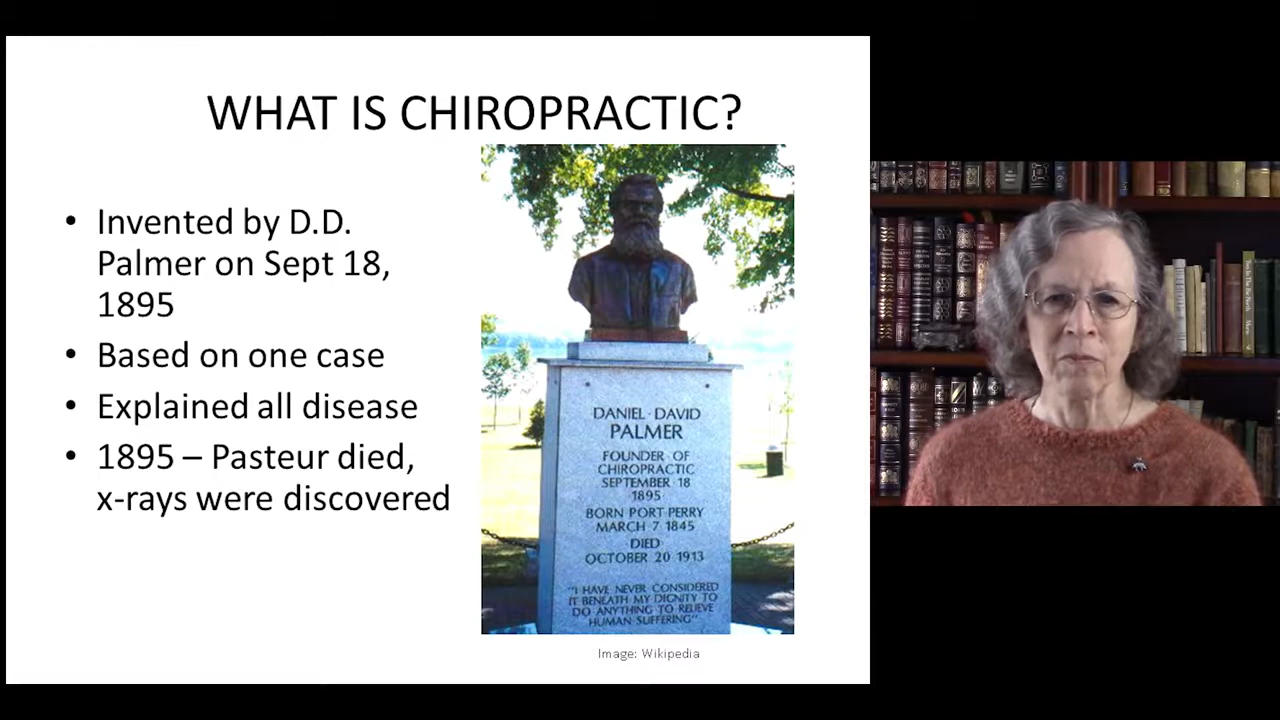 WHAT IS CHIROPRACTIC?
• Invented by D.D.
Palmer on Sept 18,
1895
• Based on one case
• Explained all disease
• 1895 – Pasteur died,
x-rays were discovered
DANIEL·DAVID
PALMER
FOUNDER OF
CHIROPRACTIC
SEPTEMBER 18
1895
BORN PORT PERRY
MARCH 7 1845
DIED
OCTOBER 20 1913
"I HAVE NEVER CONSIDERED
IT BENEATH MY DIGNITY TO
DO ANYTHING TO RELIEVE
HUMAN SUFFERING"
Image: Wikipedia